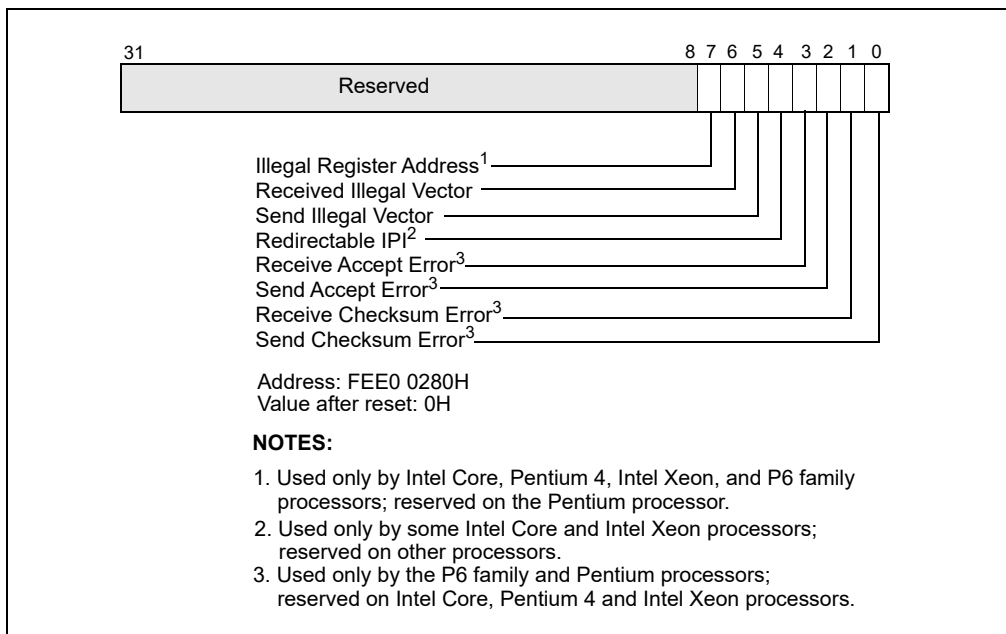 31 8 7 6 5 4 3 2 1 0
Reserved
Illegal Register Address1
Received Illegal Vector
Send Illegal Vector
Redirectable IPI2
Receive Accept Error3
Send Accept Error3
Receive Checksum Error3
Send Checksum Error3
Address: FEE0 0280H
Value after reset: 0H
NOTES:
1. Used only by Intel Core, Pentium 4, Intel Xeon, and P6 family
processors; reserved on the Pentium processor.
2. Used only by some Intel Core and Intel Xeon processors;
reserved on other processors.
3. Used only by the P6 family and Pentium processors;
reserved on Intel Core, Pentium 4 and Intel Xeon processors.